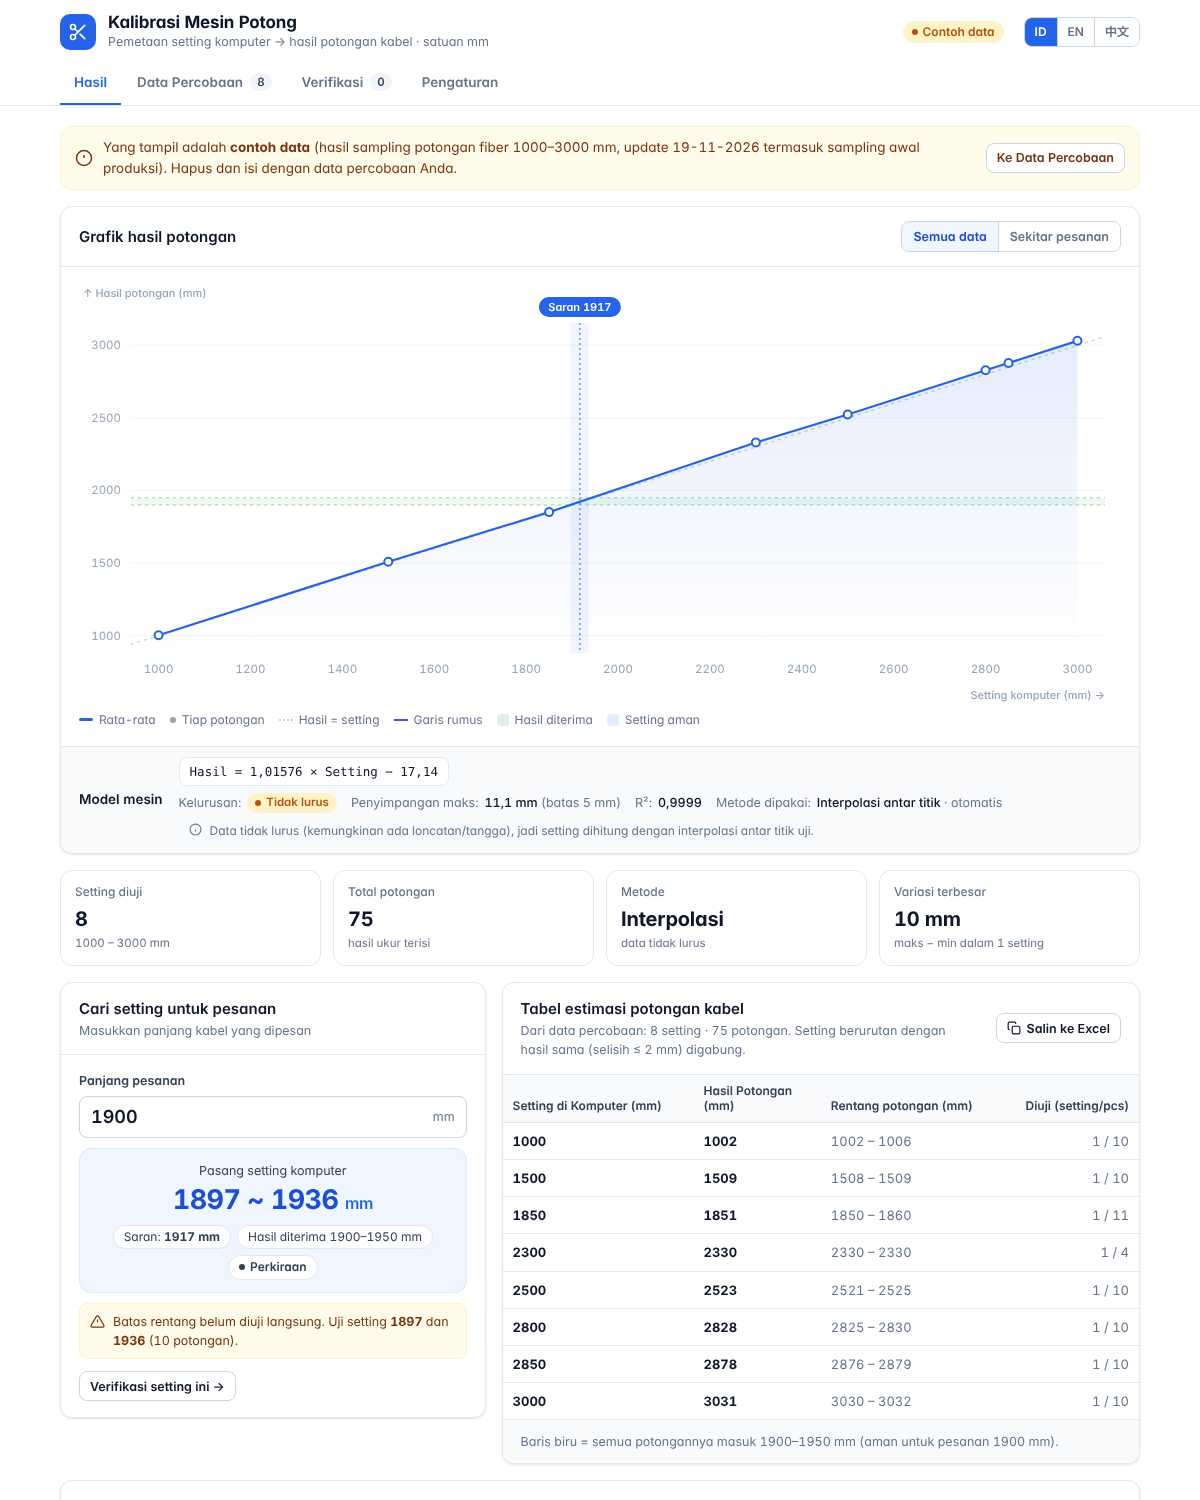 Kalibrasi Mesin Potong
Pemetaan setting komputer → hasil potongan kabel · satuan mm
Contoh data
ID EN 中文
Hasil Data Percobaan 8 Verifikasi 0 Pengaturan
Yang tampil adalah contoh data (hasil sampling potongan fiber 1000–3000 mm, update 19-11-2026 termasuk sampling awal
produksi). Hapus dan isi dengan data percobaan Anda.
Ke Data Percobaan
Grafik hasil potongan
Semua data Sekitar pesanan
↑ Hasil potongan (mm)
Saran 1917
3000
2500
2000
1500
1000
1000 1200 1400 1600 1800 2000 2200 2400 2600 2800 3000
Setting komputer (mm) →
Rata-rata Tiap potongan Hasil = setting Garis rumus Hasil diterima Setting aman
Model mesin
Hasil = 1,01576 × Setting − 17,14
Kelurusan: Tidak lurus Penyimpangan maks: 11,1 mm (batas 5 mm) R²: 0,9999 Metode dipakai: Interpolasi antar titik · otomatis
Data tidak lurus (kemungkinan ada loncatan/tangga), jadi setting dihitung dengan interpolasi antar titik uji.
Setting diuji
8
1000 – 3000 mm
Total potongan
75
hasil ukur terisi
Metode
Interpolasi
data tidak lurus
Variasi terbesar
10 mm
maks − min dalam 1 setting
Cari setting untuk pesanan
Masukkan panjang kabel yang dipesan
Panjang pesanan
1900 mm
Pasang setting komputer
1897 ~ 1936 mm
Saran: 1917 mm Hasil diterima 1900–1950 mm
Perkiraan
Batas rentang belum diuji langsung. Uji setting 1897 dan
1936 (10 potongan).
Verifikasi setting ini →
Tabel estimasi potongan kabel
Dari data percobaan: 8 setting · 75 potongan. Setting berurutan dengan
hasil sama (selisih ≤ 2 mm) digabung.
Salin ke Excel
Setting di Komputer (mm) Hasil Potongan (mm) Rentang potongan (mm) Diuji (setting/pcs)
1000 1002 1002 – 1006 1 / 10
1500 1509 1508 – 1509 1 / 10
1850 1851 1850 – 1860 1 / 11
2300 2330 2330 – 2330 1 / 4
2500 2523 2521 – 2525 1 / 10
2800 2828 2825 – 2830 1 / 10
2850 2878 2876 – 2879 1 / 10
3000 3031 3030 – 3032 1 / 10
Baris biru = semua potongannya masuk 1900–1950 mm (aman untuk pesanan 1900 mm).